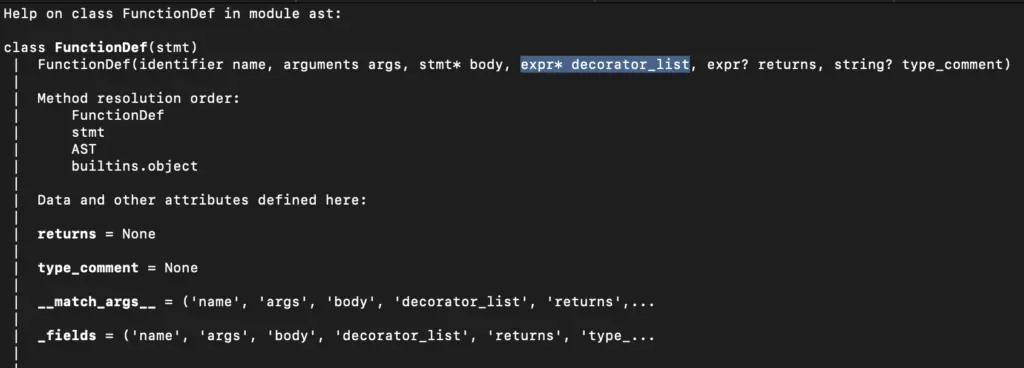 Help on class FunctionDef in module ast:
class FunctionDef(stmt)
 |  FunctionDef(identifier name, arguments args, stmt* body, expr* decorator_list, expr? returns, string? type_comment)
 |
 |  Method resolution order:
 |      FunctionDef
 |      stmt
 |      AST
 |      builtins.object
 |
 |  Data and other attributes defined here:
 |
 |  returns = None
 |
 |  type_comment = None
 |
 |  __match_args__ = ('name', 'args', 'body', 'decorator_list', 'returns',...
 |
 |  _fields = ('name', 'args', 'body', 'decorator_list', 'returns', 'type_...
 |